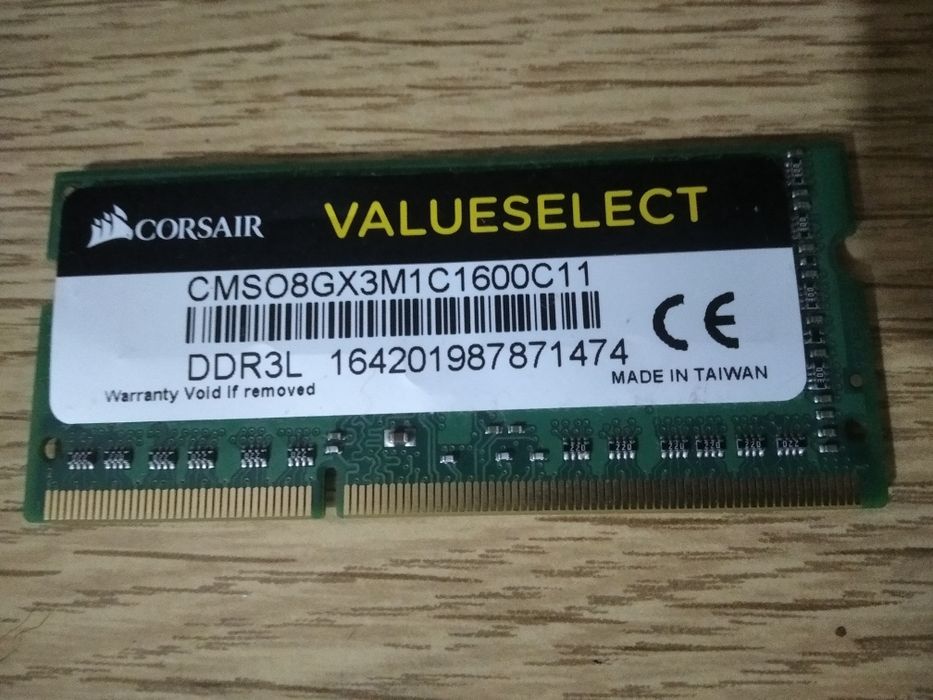 CORSAIR VALUESELECT
CMSO8GX3M1C1600C11
DDR3L 164201987871474
Warranty Void if removed
CE
MADE IN TAIWAN